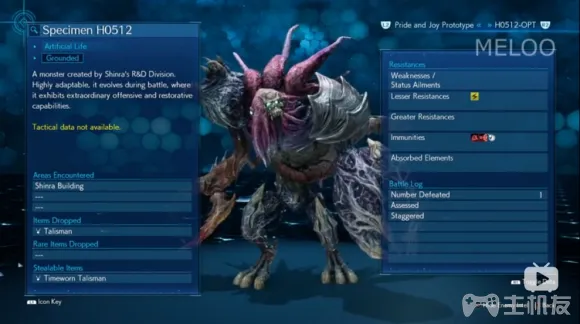 Specimen H0512
Artificial Life
Grounded
A monster created by Shinra's R&D Division.
Highly adaptable, it evolves during battle, where
it exhibits extraordinary offensive and restorative
capabilities.
Tactical data not available.
Areas Encountered
Shinra Building
---
---
Items Dropped
Talisman
Rare Items Dropped
---
Stealable Items
Timeworn Talisman
Icon Key
L2 Pride and Joy Prototype
H0512-OPT R2
MELOO
Resistances
Weaknesses /
Status Ailments
Lesser Resistances
Greater Resistances
Immunities
Absorbed Elements
Battle Log
Number Defeated 1
Assessed
Staggered
主机友